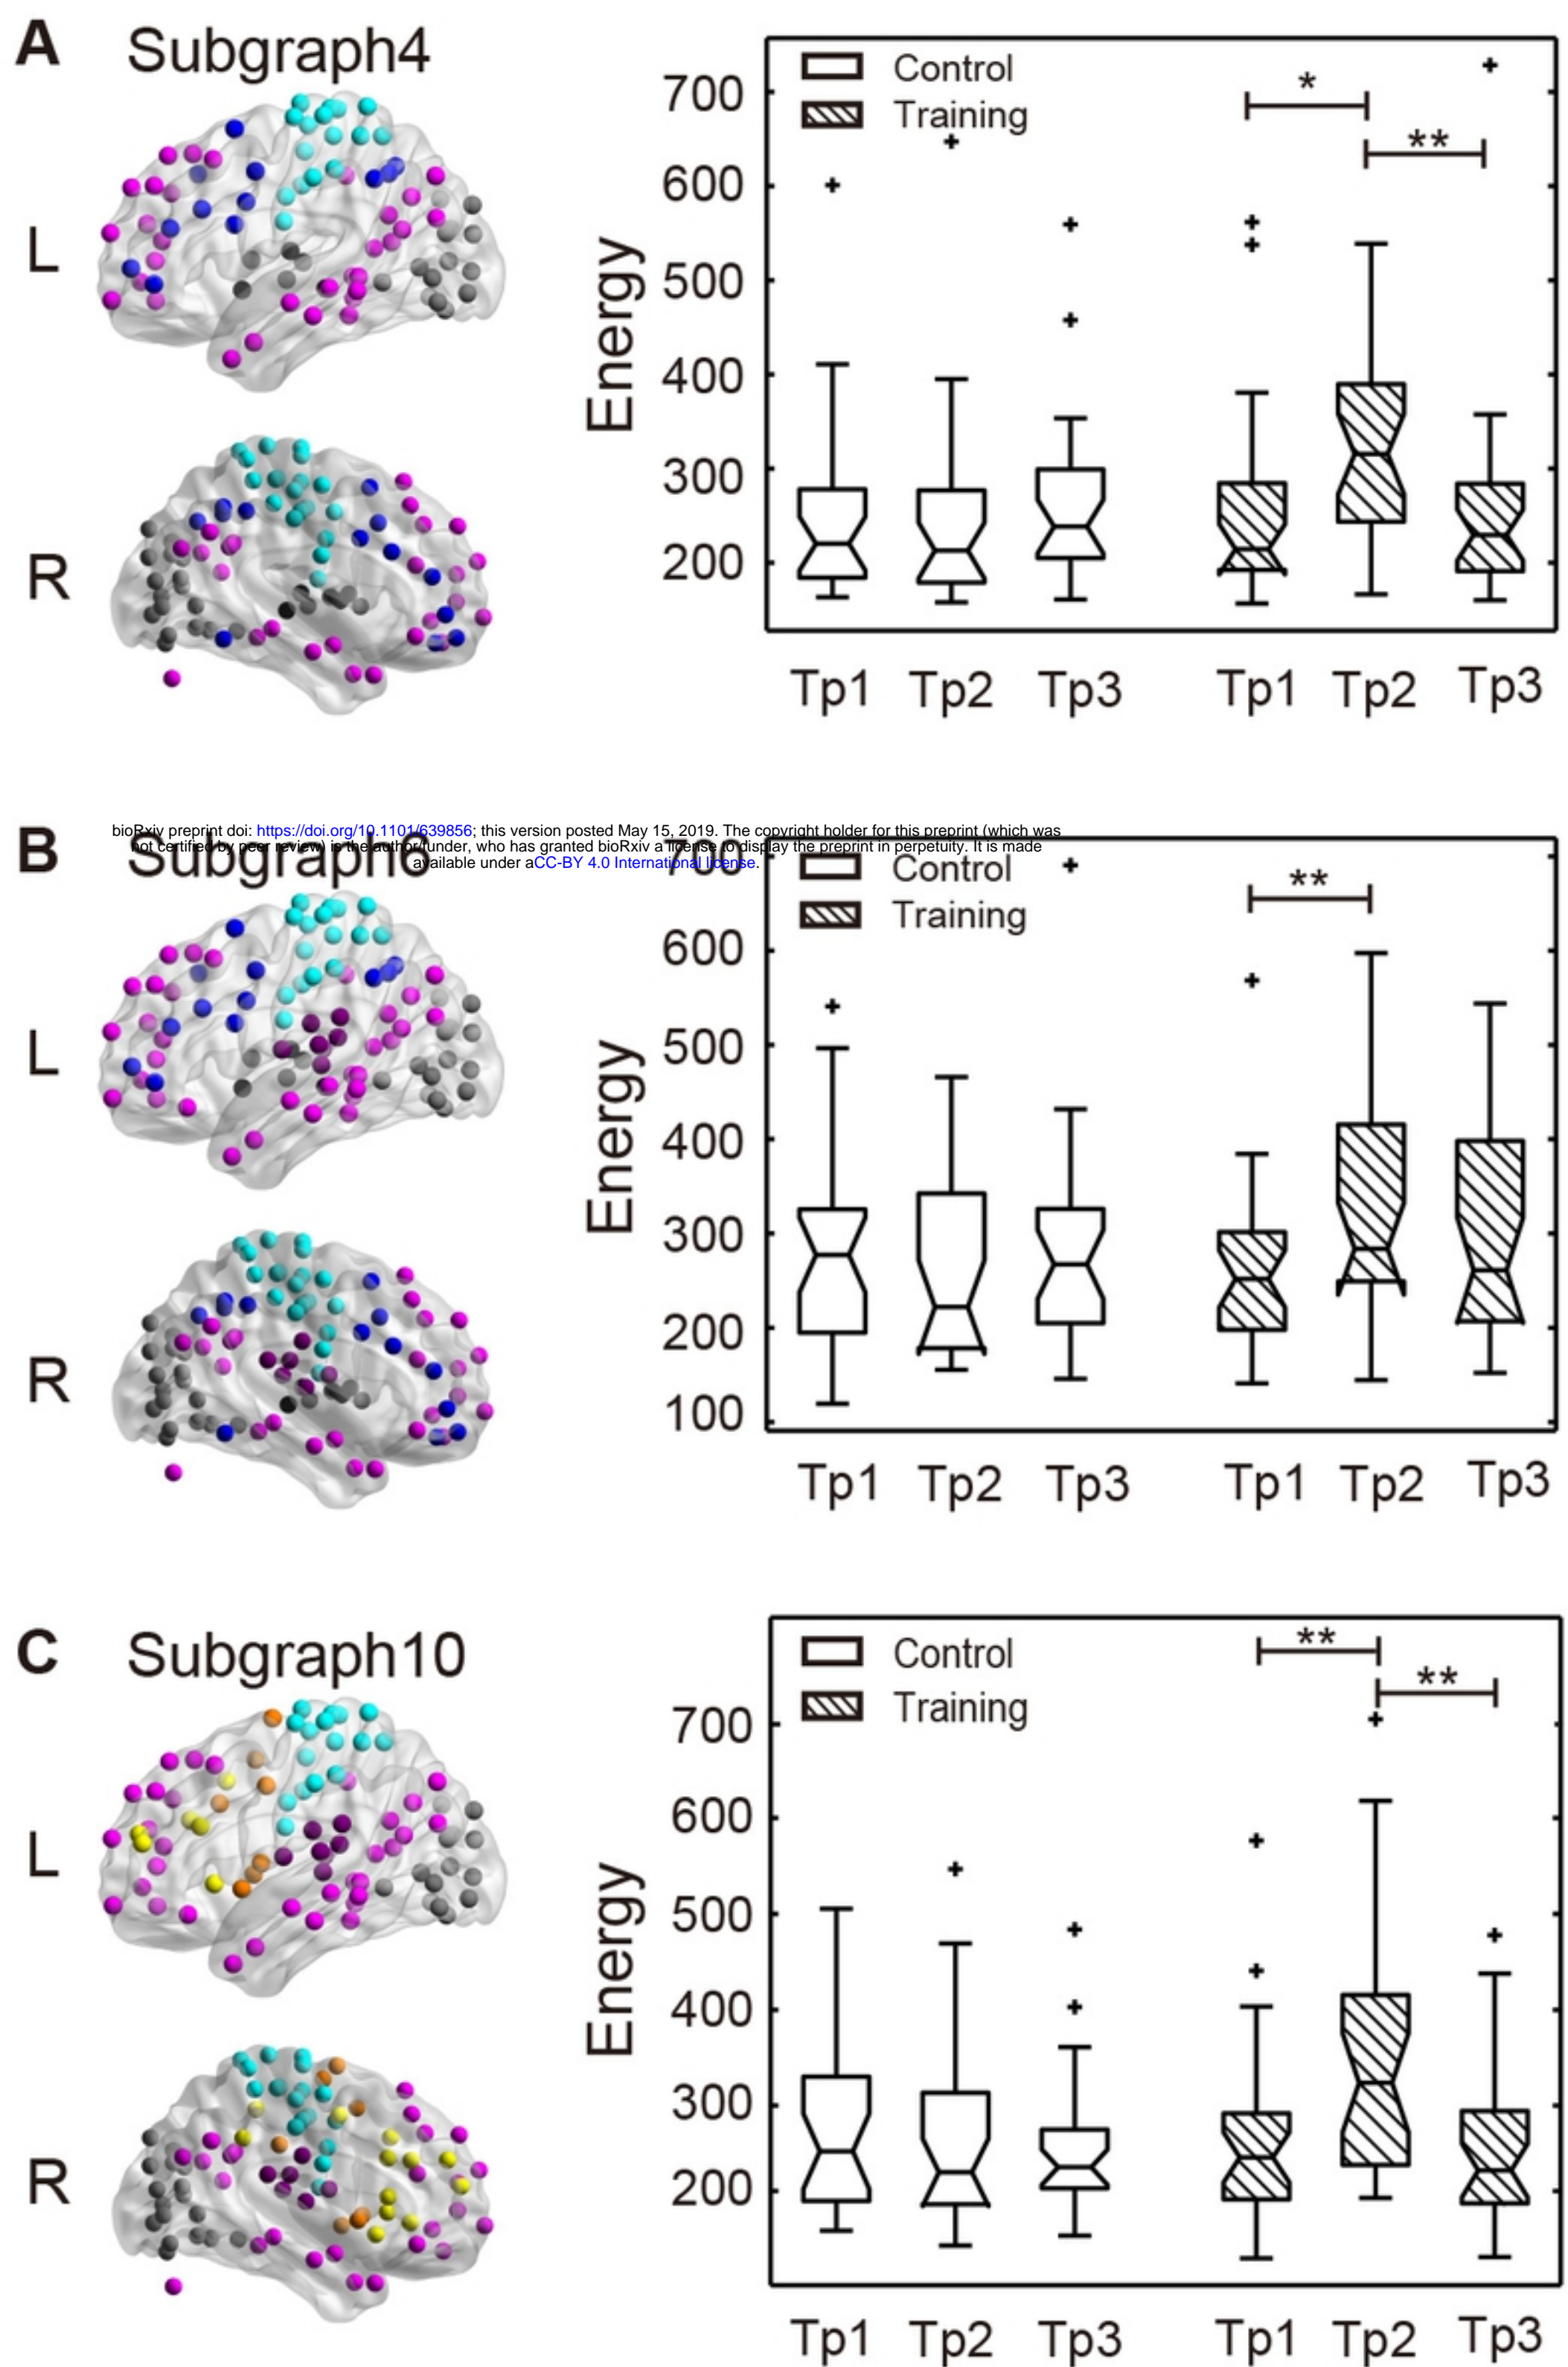 A Subgraph4
L
R
Energy
700
600
500
400
300
200
Control
Training
*
**
Tp1 Tp2 Tp3 Tp1 Tp2 Tp3
bioRxiv preprint doi: https://doi.org/10.1101/639856; this version posted May 15, 2019. The copyright holder for this preprint (which was
not certified by peer review) is the author/funder, who has granted bioRxiv a license to display the preprint in perpetuity. It is made
available under aCC-BY 4.0 International license.
B Subgraph6
L
R
Energy
700
600
500
400
300
200
100
Control
Training
**
Tp1 Tp2 Tp3 Tp1 Tp2 Tp3
C Subgraph10
L
R
Energy
700
600
500
400
300
200
Control
Training
**
**
Tp1 Tp2 Tp3 Tp1 Tp2 Tp3